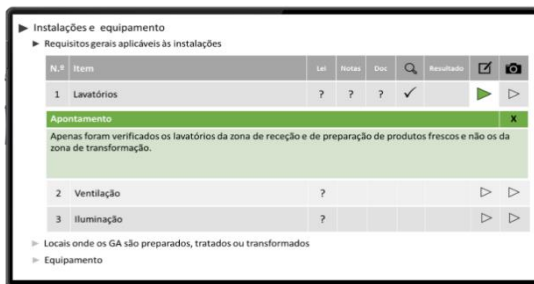 Instalações e equipamento
Requisitos gerais aplicáveis às instalações
N.º Item Lei Notas Doc Resultado
1 Lavatórios ? ? ?
Apontamento X
Apenas foram verificados os lavatórios da zona de receção e de preparação de produtos frescos e não os da
zona de transformação.
2 Ventilação ?
3 Iluminação ?
Locais onde os GA são preparados, tratados ou transformados
Equipamento